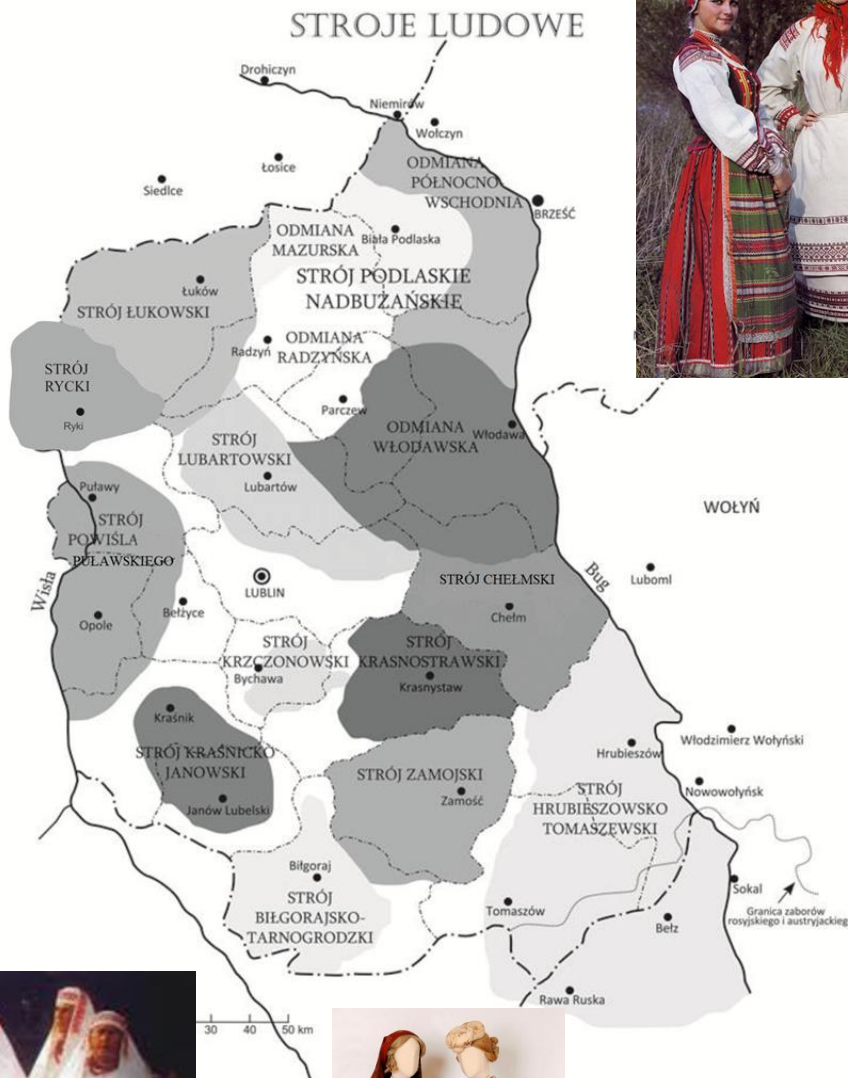 STROJE LUDOWE
Drohiczyn
Niemirów
Wołczyn
Łosice
Siedlce
ODMIANA
PÓŁNOCNO
WSCHODNIA
BRZEŚĆ
ODMIANA
MAZURSKA
Biała Podlaska
STRÓJ PODLASKIE
NADBUŻAŃSKIE
Łuków
STRÓJ ŁUKOWSKI
Radzyń
ODMIANA
RADZYŃSKA
STRÓJ
RYCKI
Ryki
Parczew
ODMIANA
WŁODAWSKA
Włodawa
STRÓJ
LUBARTOWSKI
Lubartów
Puławy
STRÓJ
POWIŚLA
PUŁAWSKIEGO
WOŁYŃ
Wisła
LUBLIN
STRÓJ CHEŁMSKI
Bug
Luboml
Bełżyce
Opole
Chełm
STRÓJ
KRZCZONOWSKI
Bychawa
STRÓJ
KRASNOSTRAWSKI
Krasnystaw
Kraśnik
STRÓJ KRAŚNICKO
JANOWSKI
Janów Lubelski
STRÓJ ZAMOJSKI
Zamość
Hrubieszów
Włodzimierz Wołyński
Nowowołyńsk
STRÓJ
HRUBIESZOWSKO
TOMASZEWSKI
Biłgoraj
STRÓJ
BIŁGORAJSKO-
TARNOGRODZKI
Tomaszów
Sokal
Granica zaborów
rosyjskiego i austryjackieg
Bełz
Rawa Ruska
30 40 50 km